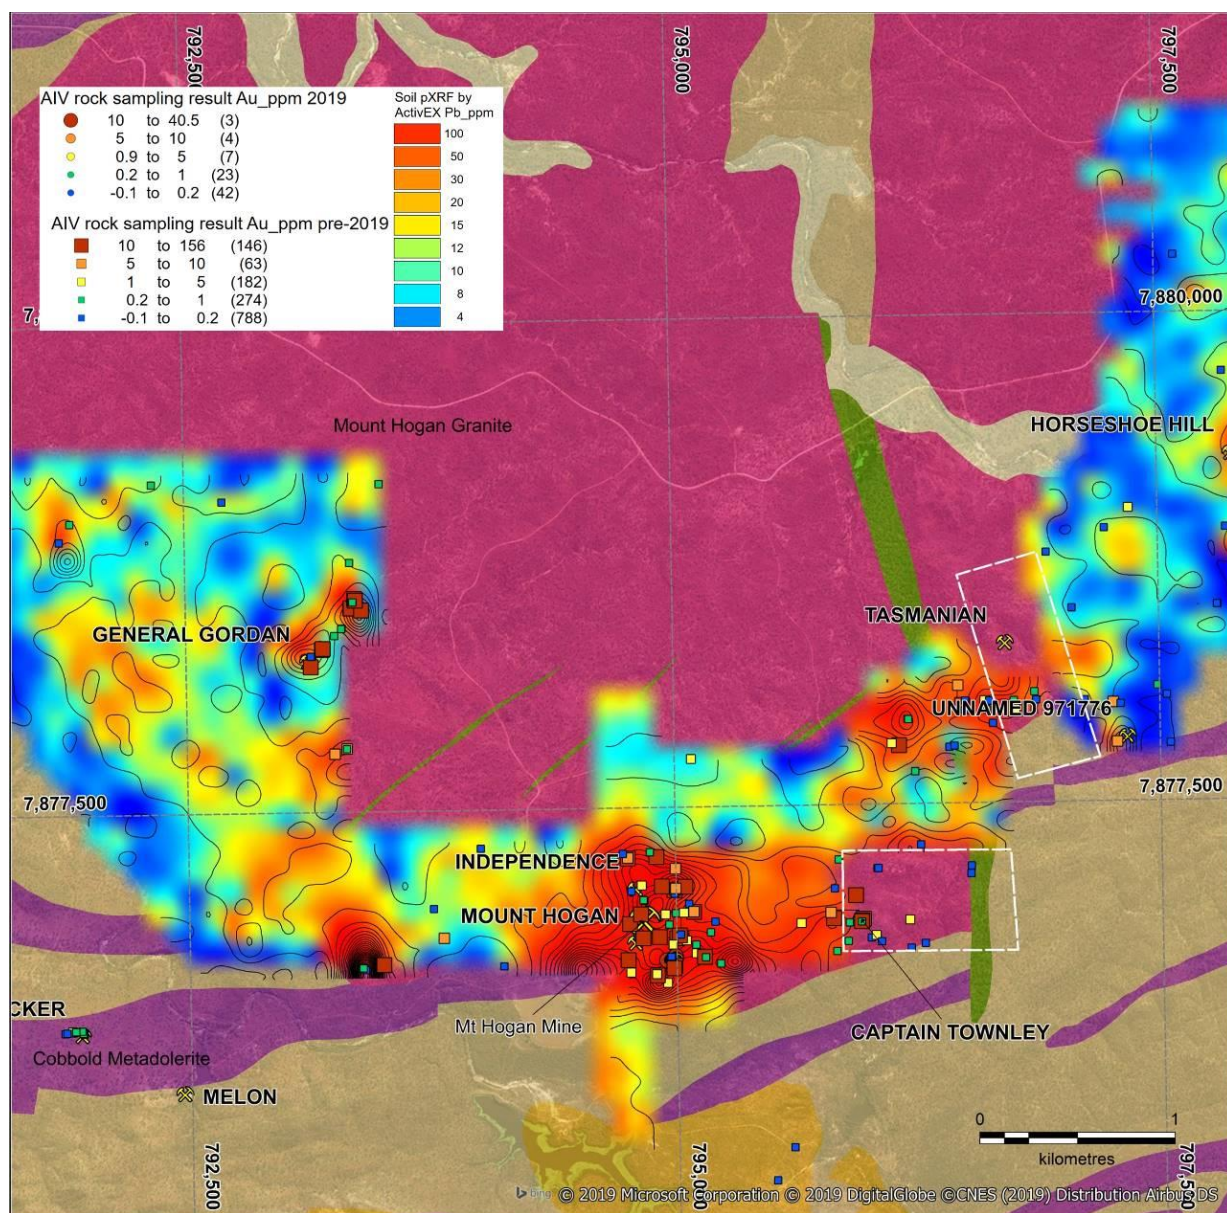 792,500
795,000
797,500
AIV rock sampling result Au_ppm 2019
10 to 40.5 (3)
5 to 10 (4)
0.9 to 5 (7)
0.2 to 1 (23)
-0.1 to 0.2 (42)
AIV rock sampling result Au_ppm pre-2019
10 to 156 (146)
5 to 10 (63)
1 to 5 (182)
0.2 to 1 (274)
-0.1 to 0.2 (788)
Soil pXRF by
ActivEX Pb_ppm
100
50
30
20
15
12
10
8
4
7,880,000
HORSESHOE HILL
Mount Hogan Granite
TASMANIAN
GENERAL GORDAN
UNNAMED 971776
7,877,500
7,877,500
INDEPENDENCE
MOUNT HOGAN
CKER
Mt Hogan Mine
CAPTAIN TOWNLEY
Cobbold Metadolerite
MELON
0 1
kilometres
792,500
795,000
797,500
bing © 2019 Microsoft Corporation © 2019 DigitalGlobe ©CNES (2019) Distribution Airbus DS